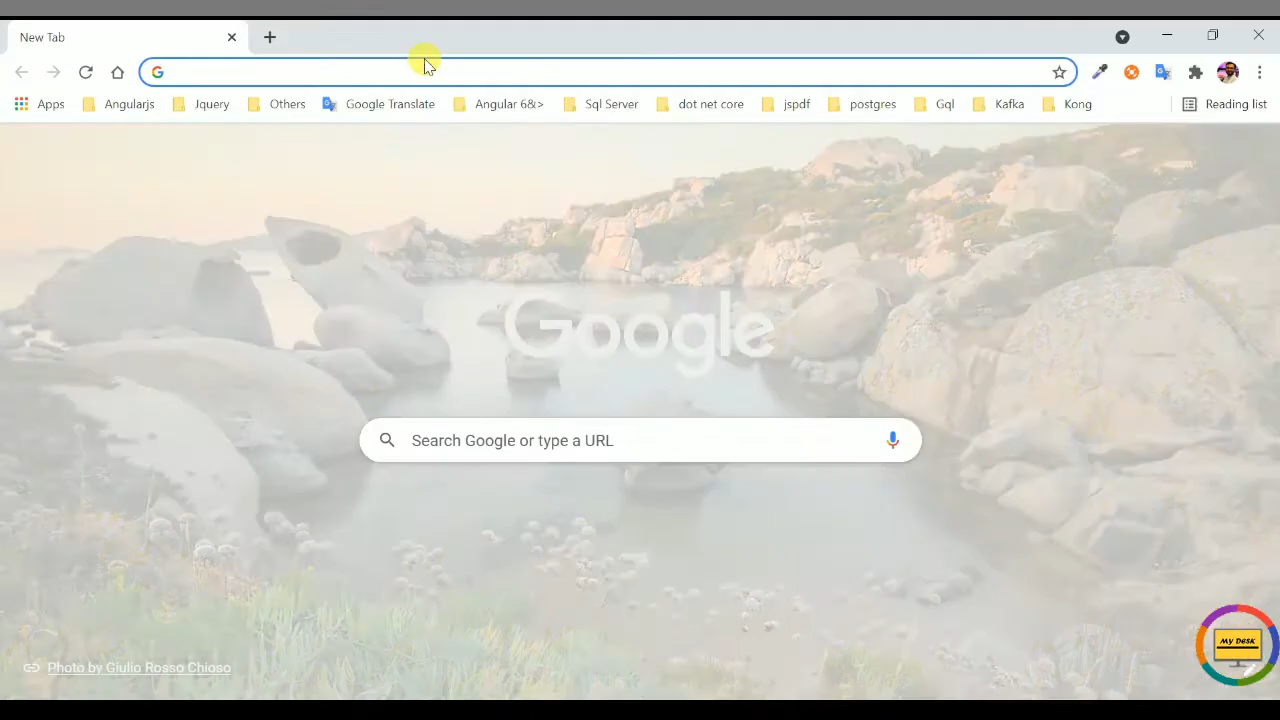 New Tab
Apps Angularjs Jquery Others Google Translate Angular 6&> Sql Server dot net core jspdf postgres Gql Kafka Kong Reading list
Google
Search Google or type a URL
Photo by Giulio Rosso Chioso
My Desk